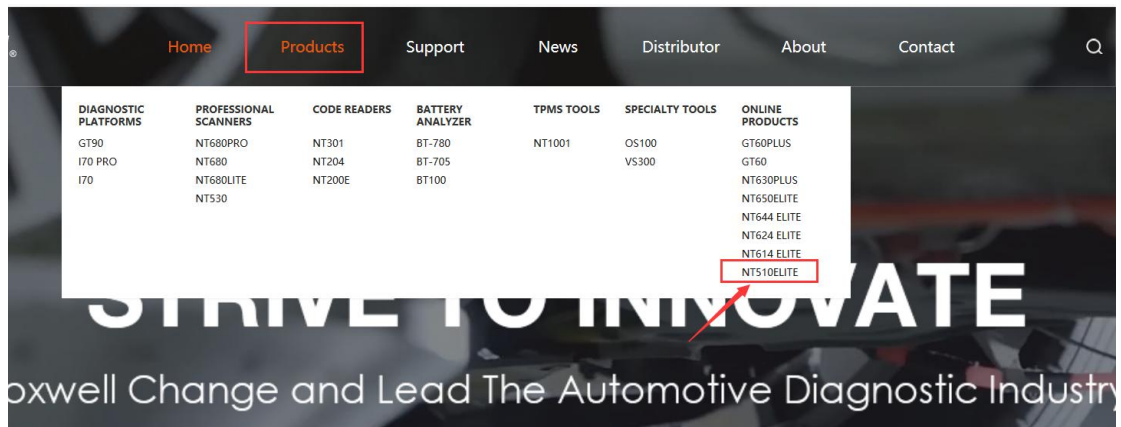 ®
Home Products Support News Distributor About Contact
DIAGNOSTIC PLATFORMS
GT90
I70 PRO
I70
PROFESSIONAL SCANNERS
NT680PRO
NT680
NT680LITE
NT530
CODE READERS
NT301
NT204
NT200E
BATTERY ANALYZER
BT-780
BT-705
BT100
TPMS TOOLS
NT1001
SPECIALTY TOOLS
OS100
VS300
ONLINE PRODUCTS
GT60PLUS
GT60
NT630PLUS
NT650ELITE
NT644 ELITE
NT624 ELITE
NT614 ELITE
NT510ELITE
STRIVE TO INNOVATE
oxwell Change and Lead The Automotive Diagnostic Industry